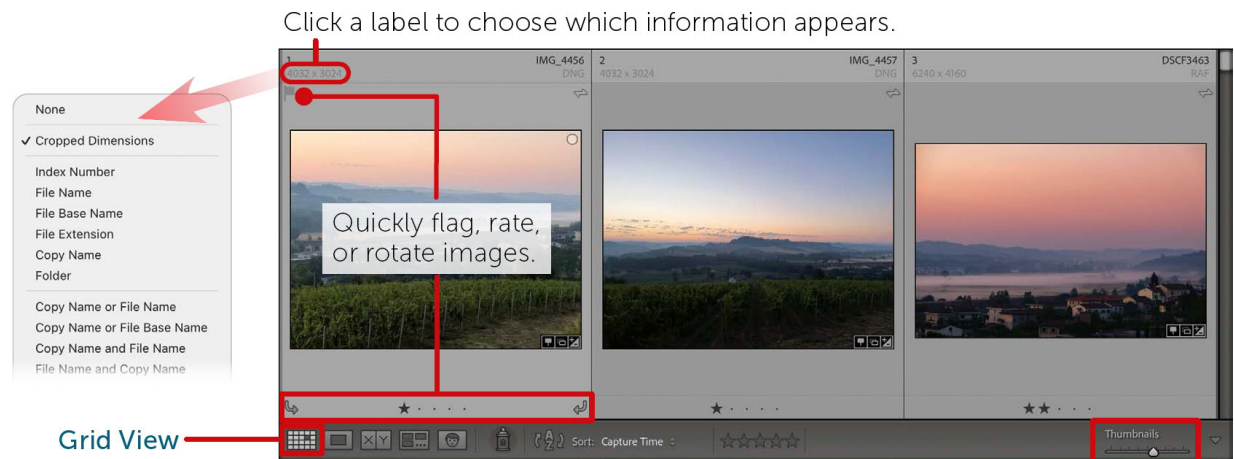 Click a label to choose which information appears.
1 IMG_4456 2 IMG_4457 3 DSCF3463
4032 x 3024 DNG 4032 x 3024 DNG 6240 x 4160 RAF
None
✓ Cropped Dimensions
Index Number
File Name
File Base Name
File Extension
Copy Name
Folder
Copy Name or File Name
Copy Name or File Base Name
Copy Name and File Name
File Name and Copy Name
Quickly flag, rate,
or rotate images.
Grid View
X Y
A Z Sort: Capture Time
Thumbnails